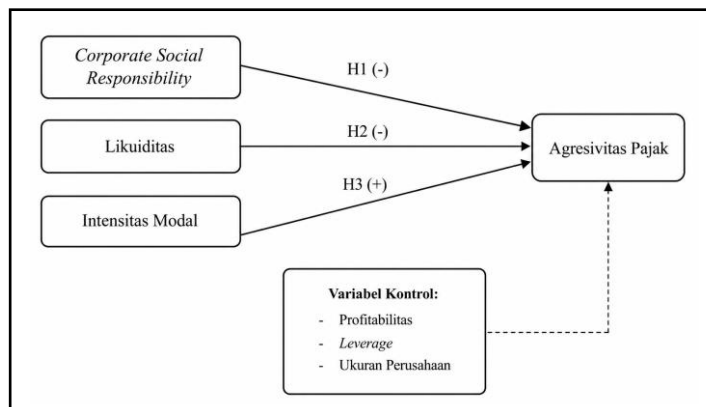 Corporate Social
Responsibility
H1 (-)
Likuiditas
H2 (-)
Agresivitas Pajak
H3 (+)
Intensitas Modal
Variabel Kontrol:
- Profitabilitas
- Leverage
- Ukuran Perusahaan